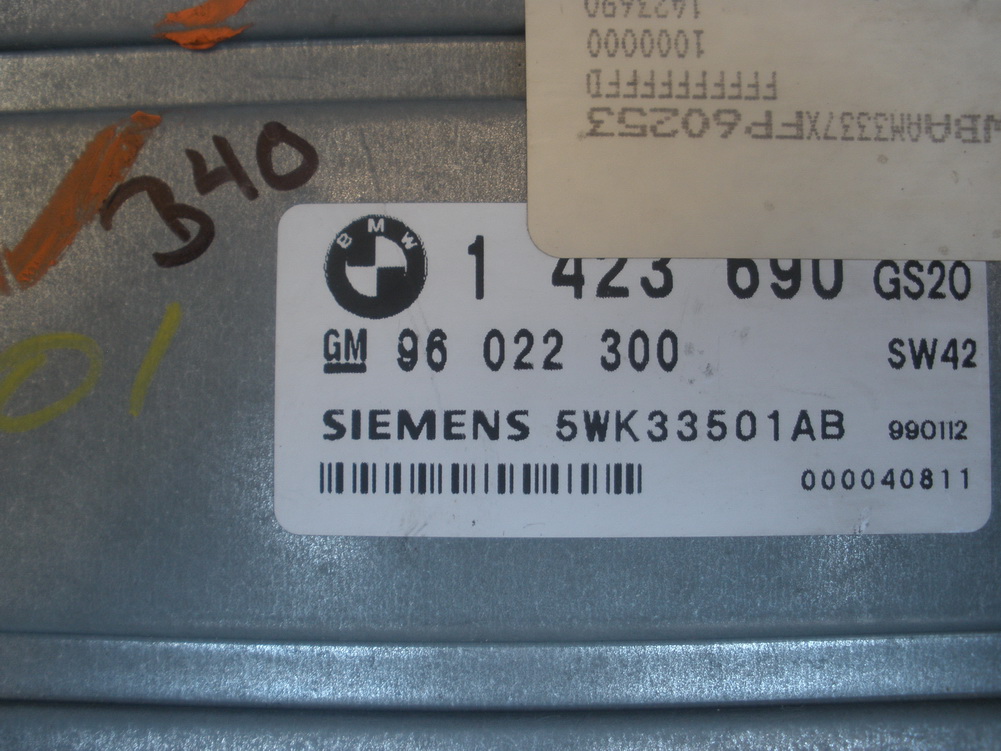 1423690
1000000
FFFFFFFFFD
WBAAM3337XFP60253
340
01
BMW
1 423 690 GS20
GM 96 022 300 SW42
SIEMENS 5WK33501AB 990112
000040811